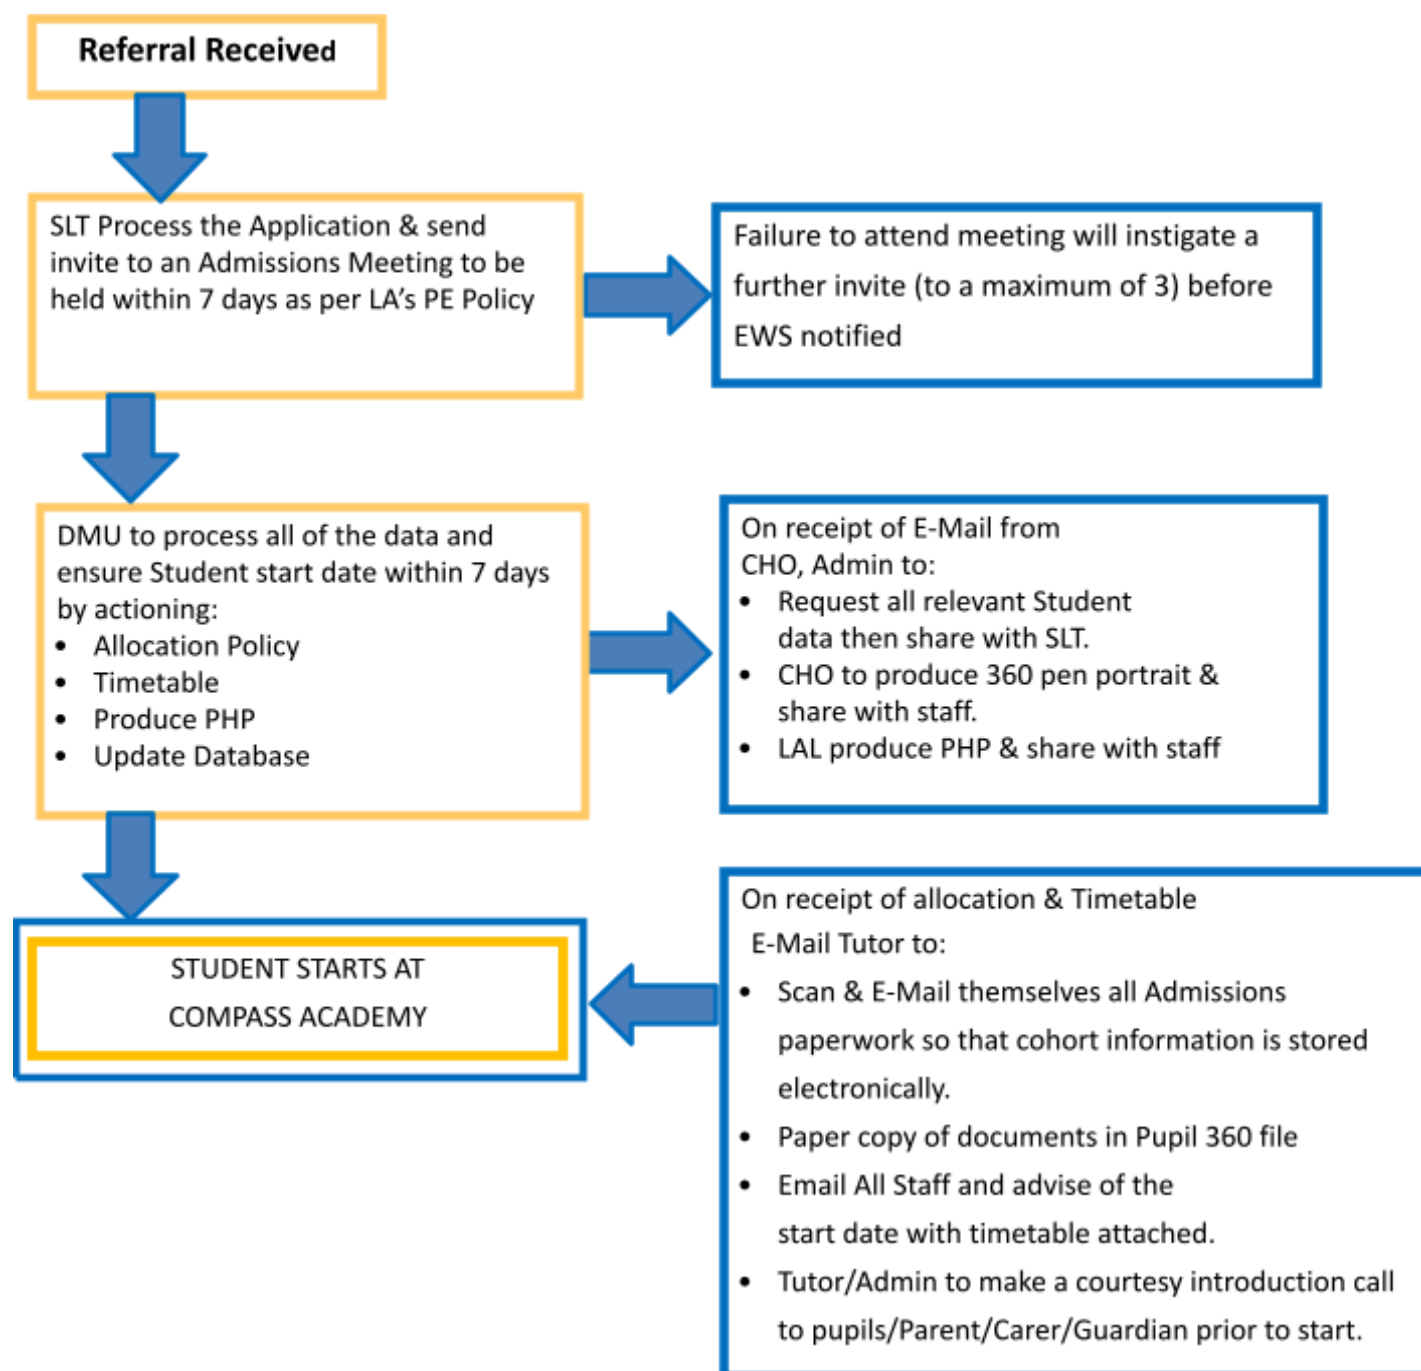 Referral Received
SLT Process the Application & send
invite to an Admissions Meeting to be
held within 7 days as per LA's PE Policy
Failure to attend meeting will instigate a
further invite (to a maximum of 3) before
EWS notified
DMU to process all of the data and
ensure Student start date within 7 days
by actioning:
• Allocation Policy
• Timetable
• Produce PHP
• Update Database
On receipt of E-Mail from
CHO, Admin to:
• Request all relevant Student
data then share with SLT.
• CHO to produce 360 pen portrait &
share with staff.
• LAL produce PHP & share with staff
STUDENT STARTS AT
COMPASS ACADEMY
On receipt of allocation & Timetable
E-Mail Tutor to:
• Scan & E-Mail themselves all Admissions
paperwork so that cohort information is stored
electronically.
• Paper copy of documents in Pupil 360 file
• Email All Staff and advise of the
start date with timetable attached.
• Tutor/Admin to make a courtesy introduction call
to pupils/Parent/Carer/Guardian prior to start.